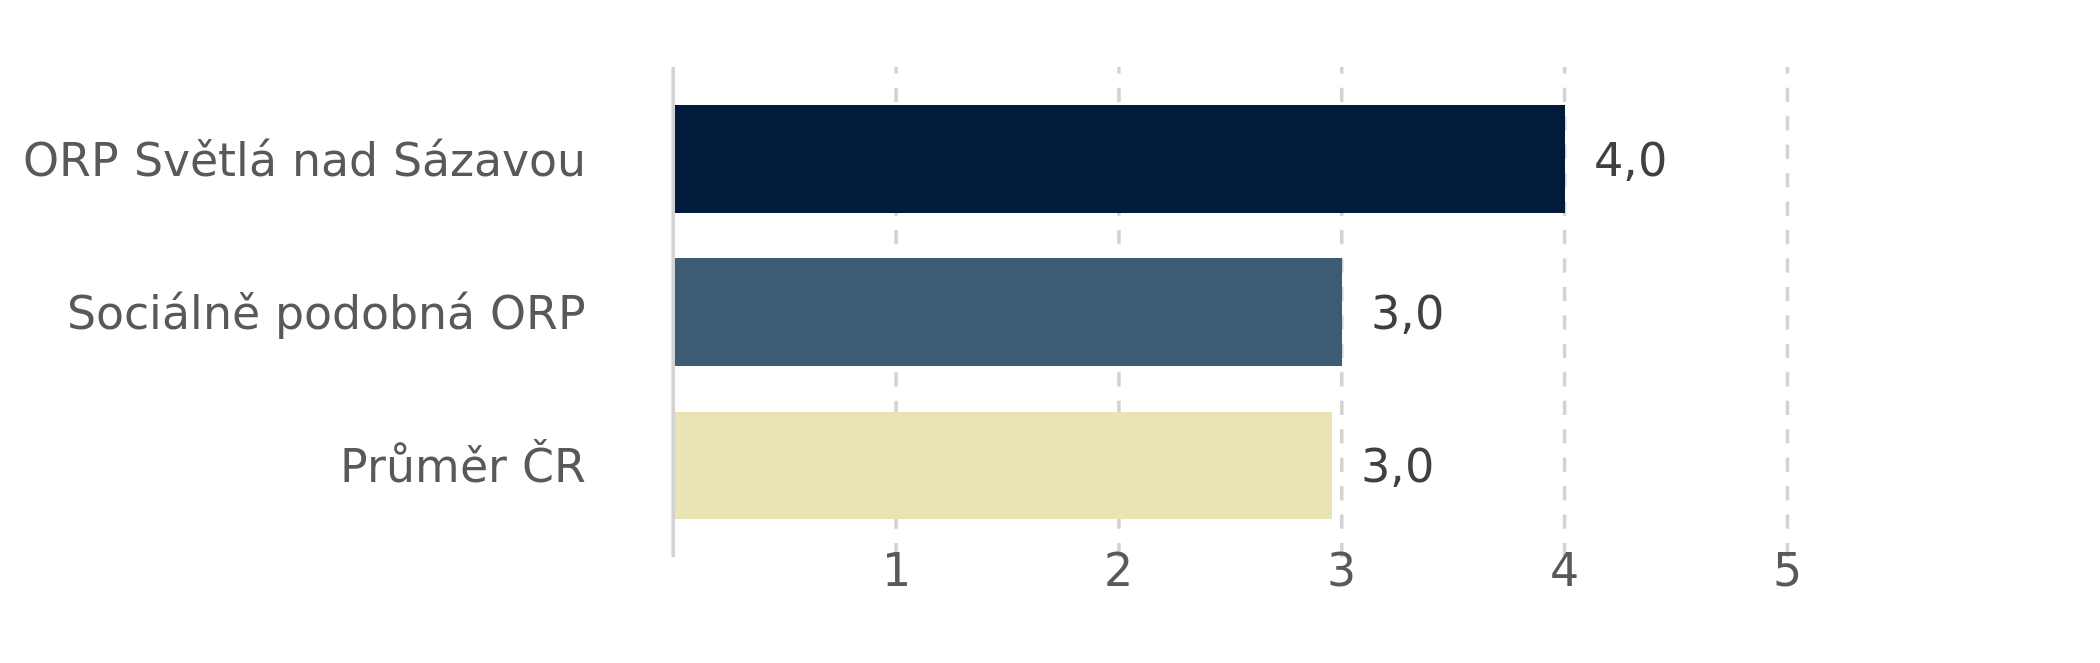 ORP Světlá nad Sázavou 4,0
Sociálně podobná ORP 3,0
Průměr ČR 3,0
1 2 3 4 5